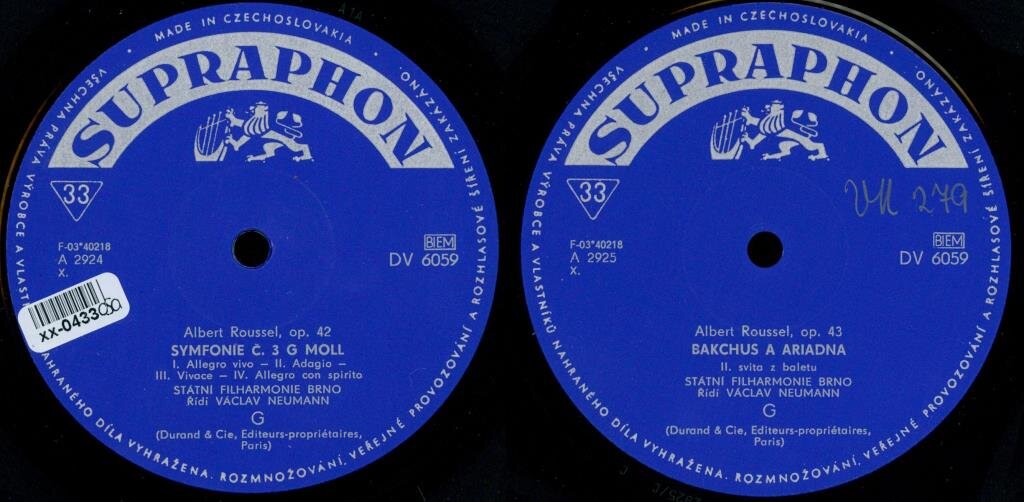 MADE IN CZECHOSLOVAKIA
SUPRAPHON
33
F-03*40218
A 2924
X.
BIEM
DV 6059
xx-0433
Albert Roussel, op. 42
SYMFONIE Č. 3 G MOLL
I. Allegro vivo – II. Adagio –
III. Vivace – IV. Allegro con spirito
STÁTNÍ FILHARMONIE BRNO
Řídí VÁCLAV NEUMANN
G
(Durand & Cie, Editeurs-propriétaires,
Paris)
VŠECHNA PRÁVA VÝROBCE A VLASTNÍKŮ NAHRANÉHO DÍLA VYHRAŽENA. ROZMNOŽOVÁNÍ, VEŘEJNÉ PROVOZOVÁNÍ A ROZHLASOVÉ ŠÍŘENÍ ZAKÁZÁNO.
MADE IN CZECHOSLOVAKIA
SUPRAPHON
33
279
F-03*40218
A 2925
X.
BIEM
DV 6059
Albert Roussel, op. 43
BAKCHUS A ARIADNA
II. svita z baletu
STÁTNÍ FILHARMONIE BRNO
Řídí VÁCLAV NEUMANN
G
(Durand & Cie, Editeurs-propriétaires,
Paris)
VŠECHNA PRÁVA VÝROBCE A VLASTNÍKŮ NAHRANÉHO DÍLA VYHRAŽENA. ROZMNOŽOVÁNÍ, VEŘEJNÉ PROVOZOVÁNÍ A ROZHLASOVÉ ŠÍŘENÍ ZAKÁZÁNO.